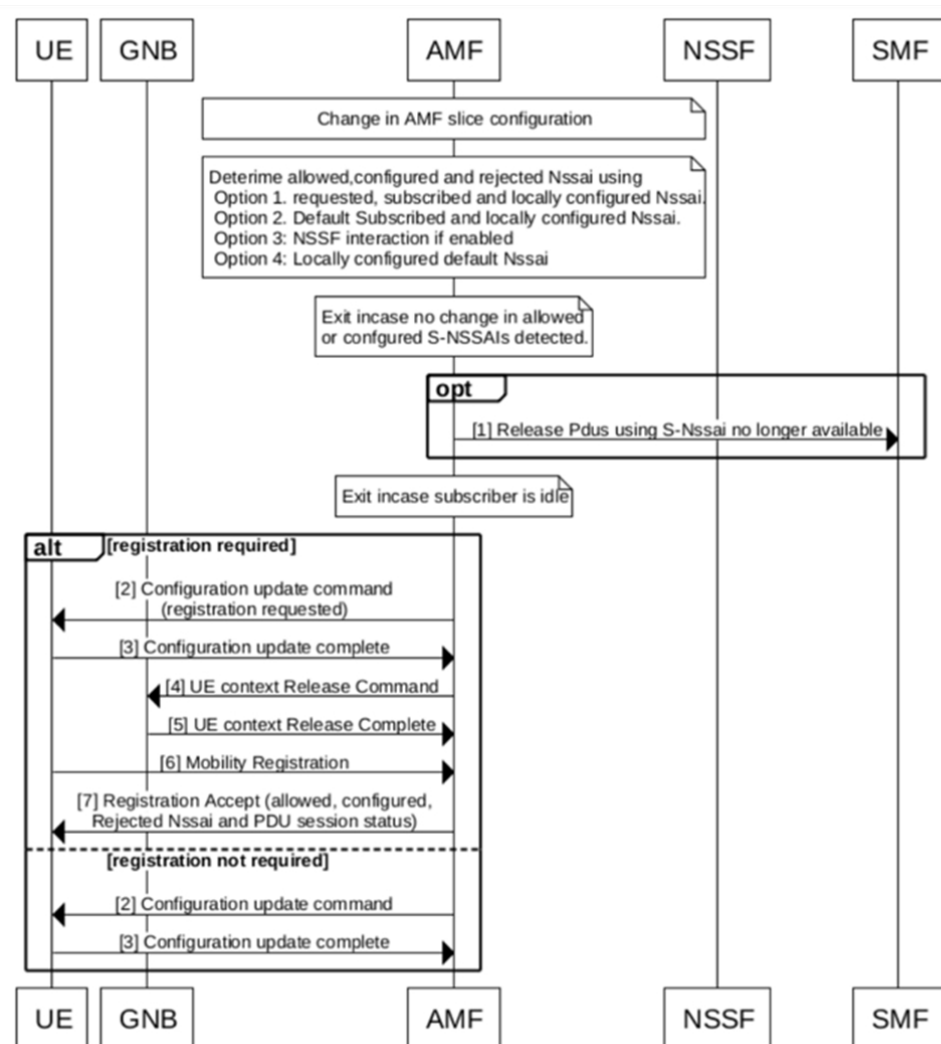 UE GNB AMF NSSF SMF
Change in AMF slice configuration
Deterime allowed,configured and rejected Nssai using
Option 1. requested, subscribed and locally configured Nssai.
Option 2. Default Subscribed and locally configured Nssai.
Option 3: NSSF interaction if enabled
Option 4: Locally configured default Nssai
Exit incase no change in allowed
or confgured S-NSSAIs detected.
opt
[1] Release Pdus using S-Nssai no longer available
Exit incase subscriber is idle
alt [registration required]
[2] Configuration update command
(registration requested)
[3] Configuration update complete
[4] UE context Release Command
[5] UE context Release Complete
[6] Mobility Registration
[7] Registration Accept (allowed, configured,
Rejected Nssai and PDU session status)
[registration not required]
[2] Configuration update command
[3] Configuration update complete
UE GNB AMF NSSF SMF